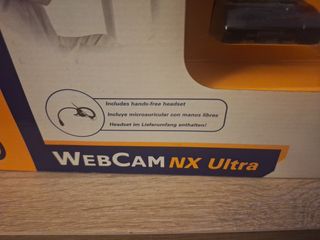 Includes hands-free headset
Incluye microauricular con manos libres
Headset im Lieferumfang enthalten!
WEBCAM NX Ultra